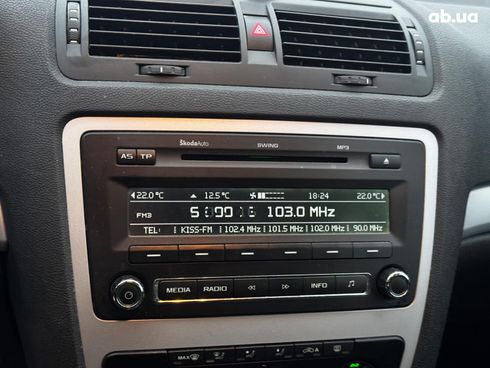 ab.ua
ŠkodaAuto SWING MP3
AS TP
22.0°C 12.5°C 18:24 22.0°C
FM3 103.0 MHz
TEL: KISS-FM 102.4 MHz 101.5 MHz 102.0 MHz 90.0 MHz
MEDIA RADIO INFO
MAX A